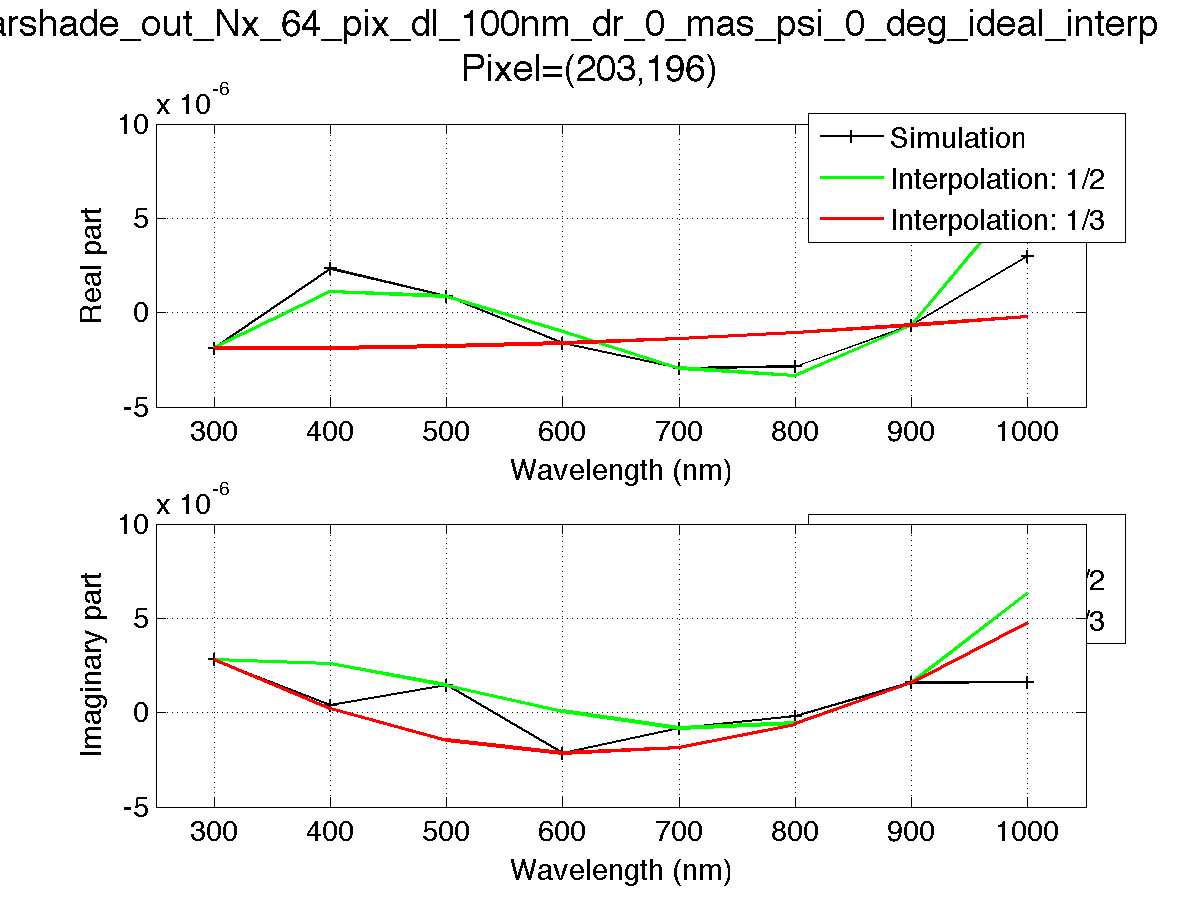 arshade_out_Nx_64_pix_dl_100nm_dr_0_mas_psi_0_deg_ideal_interp
Pixel=(203,196)
x 10^-6
10
5
0
-5
Real part
Simulation
Interpolation: 1/2
Interpolation: 1/3
300 400 500 600 700 800 900 1000
Wavelength (nm)
x 10^-6
10
5
0
-5
Imaginary part
/2
/3
300 400 500 600 700 800 900 1000
Wavelength (nm)